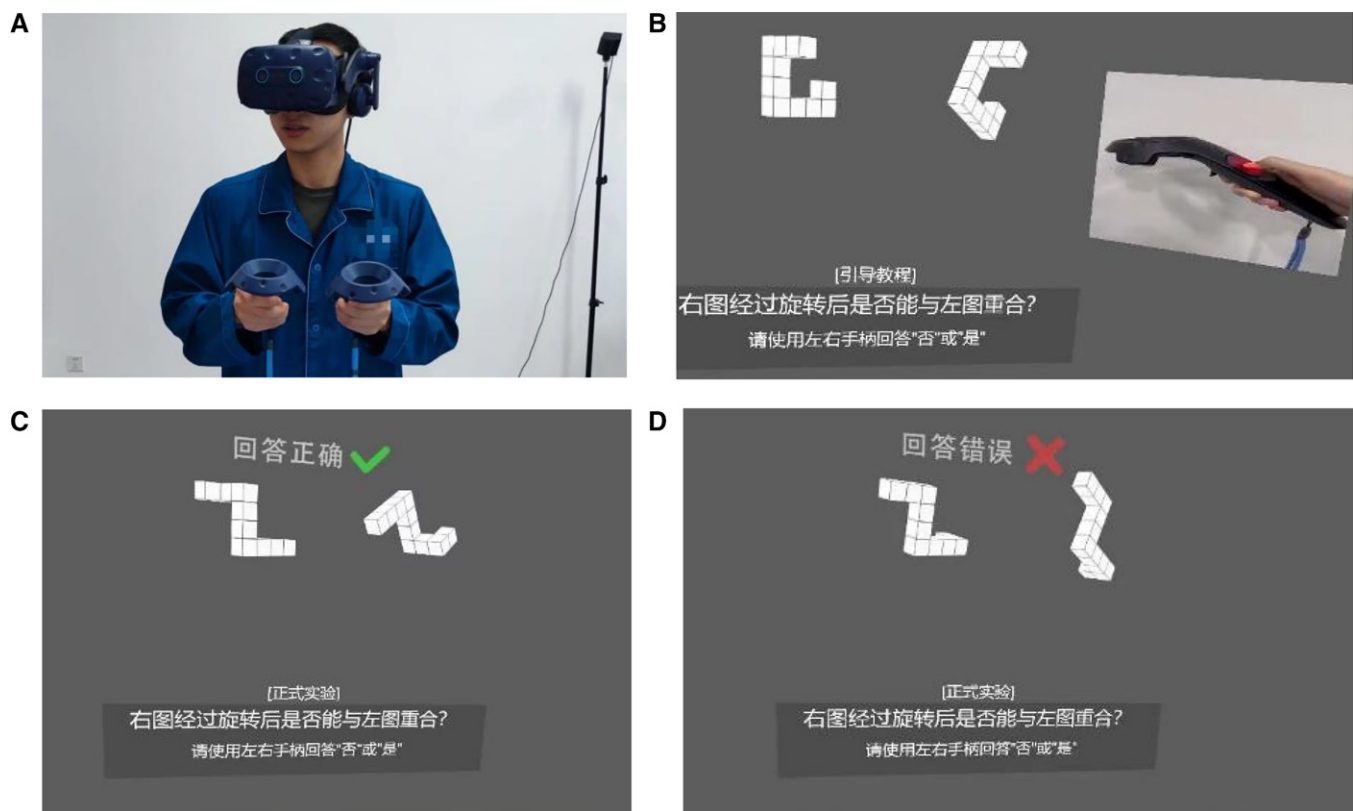 A
B
[引导教程]
右图经过旋转后是否能与左图重合?
请使用左右手柄回答"否"或"是"
C
回答正确
[正式实验]
右图经过旋转后是否能与左图重合?
请使用左右手柄回答"否"或"是"
D
回答错误
[正式实验]
右图经过旋转后是否能与左图重合?
请使用左右手柄回答"否"或"是"